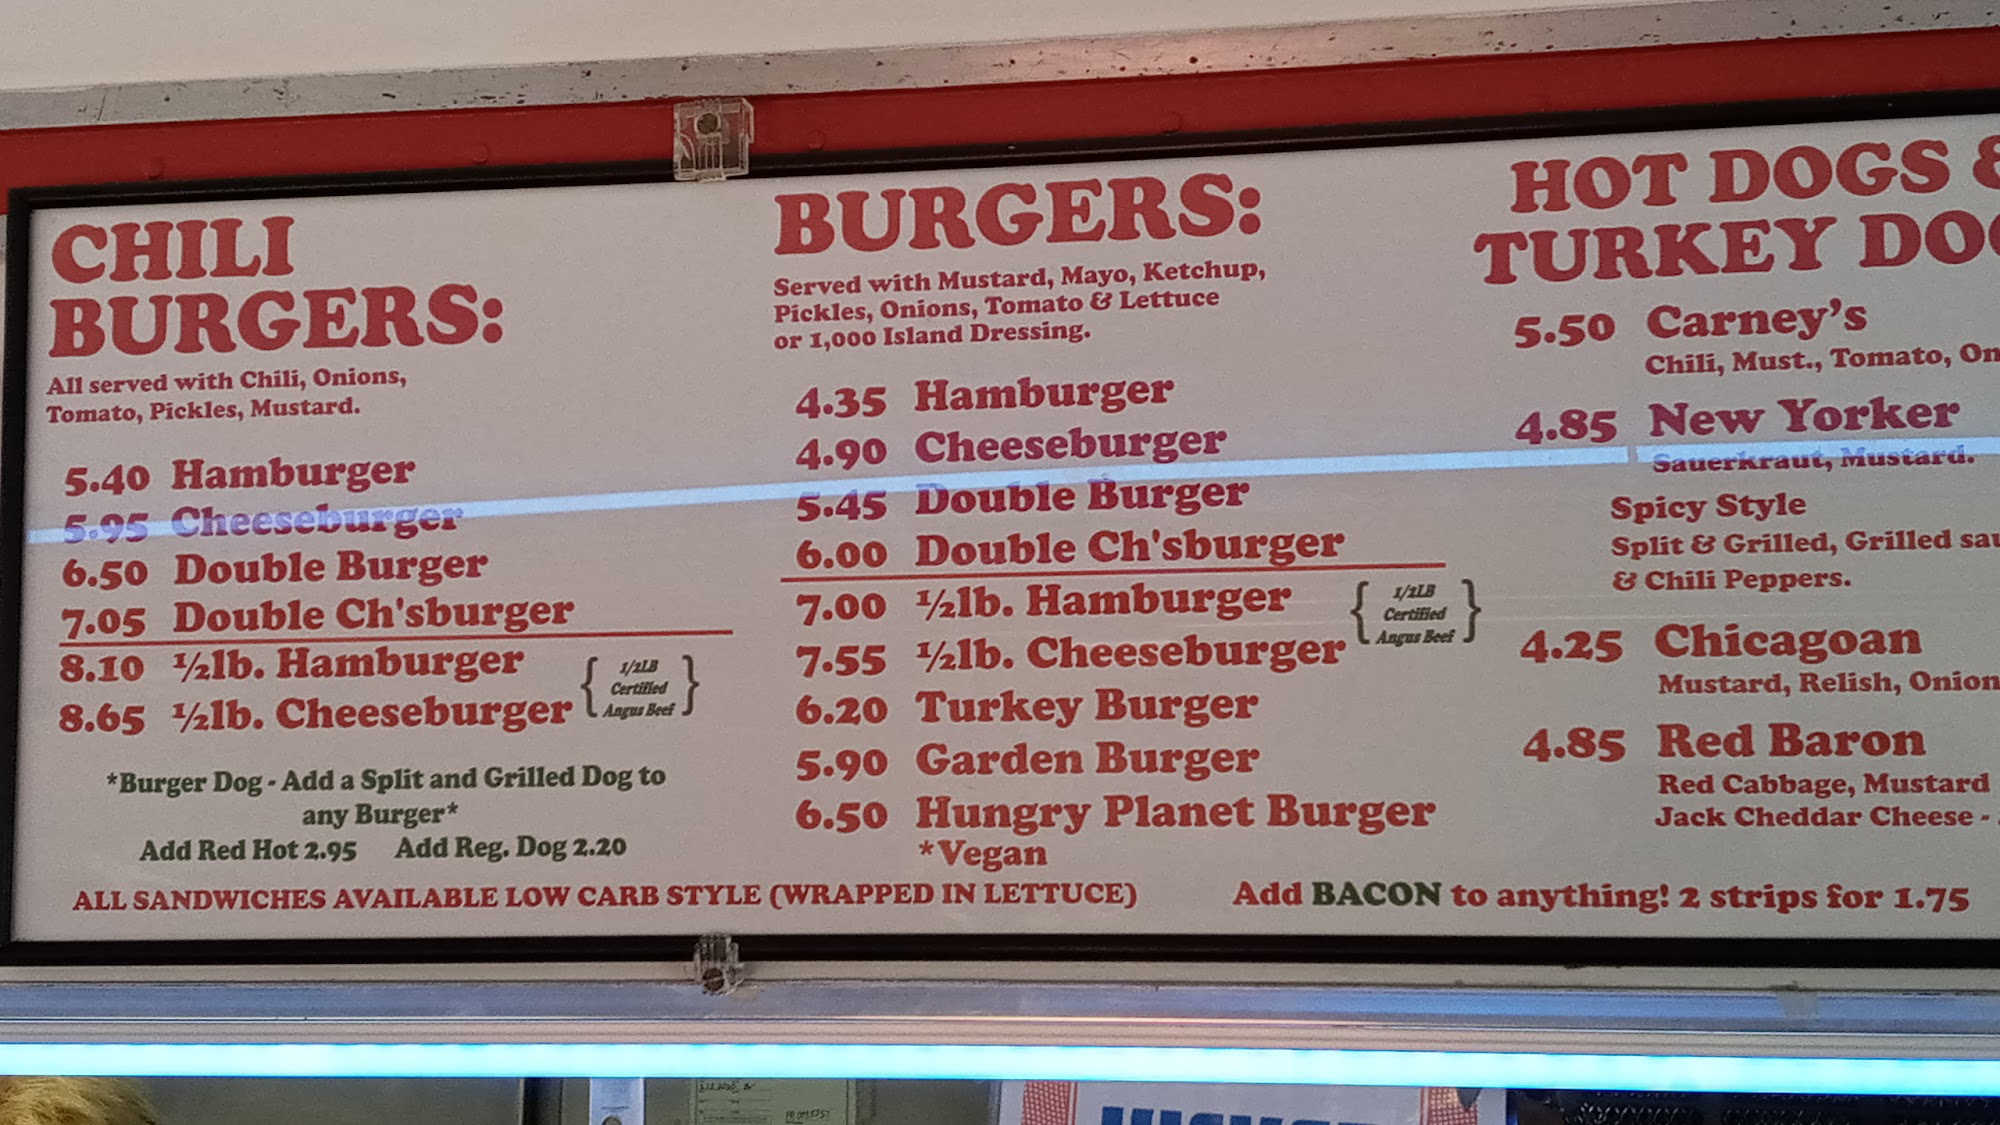 CHILI
BURGERS:
All served with Chili, Onions,
Tomato, Pickles, Mustard.
5.40 Hamburger
5.95 Cheeseburger
6.50 Double Burger
7.05 Double Ch'sburger
8.10 ½lb. Hamburger
8.65 ½lb. Cheeseburger
1/2LB
Certified
Angus Beef
*Burger Dog - Add a Split and Grilled Dog to
any Burger*
Add Red Hot 2.95 Add Reg. Dog 2.20
BURGERS:
Served with Mustard, Mayo, Ketchup,
Pickles, Onions, Tomato & Lettuce
or 1,000 Island Dressing.
4.35 Hamburger
4.90 Cheeseburger
5.45 Double Burger
6.00 Double Ch'sburger
7.00 ½lb. Hamburger
7.55 ½lb. Cheeseburger
1/2LB
Certified
Angus Beef
6.20 Turkey Burger
5.90 Garden Burger
6.50 Hungry Planet Burger
*Vegan
HOT DOGS &
TURKEY DO
5.50 Carney's
Chili, Must., Tomato, On
4.85 New Yorker
Sauerkraut, Mustard.
Spicy Style
Split & Grilled, Grilled sau
& Chili Peppers.
4.25 Chicagoan
Mustard, Relish, Onion
4.85 Red Baron
Red Cabbage, Mustard
Jack Cheddar Cheese -
ALL SANDWICHES AVAILABLE LOW CARB STYLE (WRAPPED IN LETTUCE)
Add BACON to anything! 2 strips for 1.75